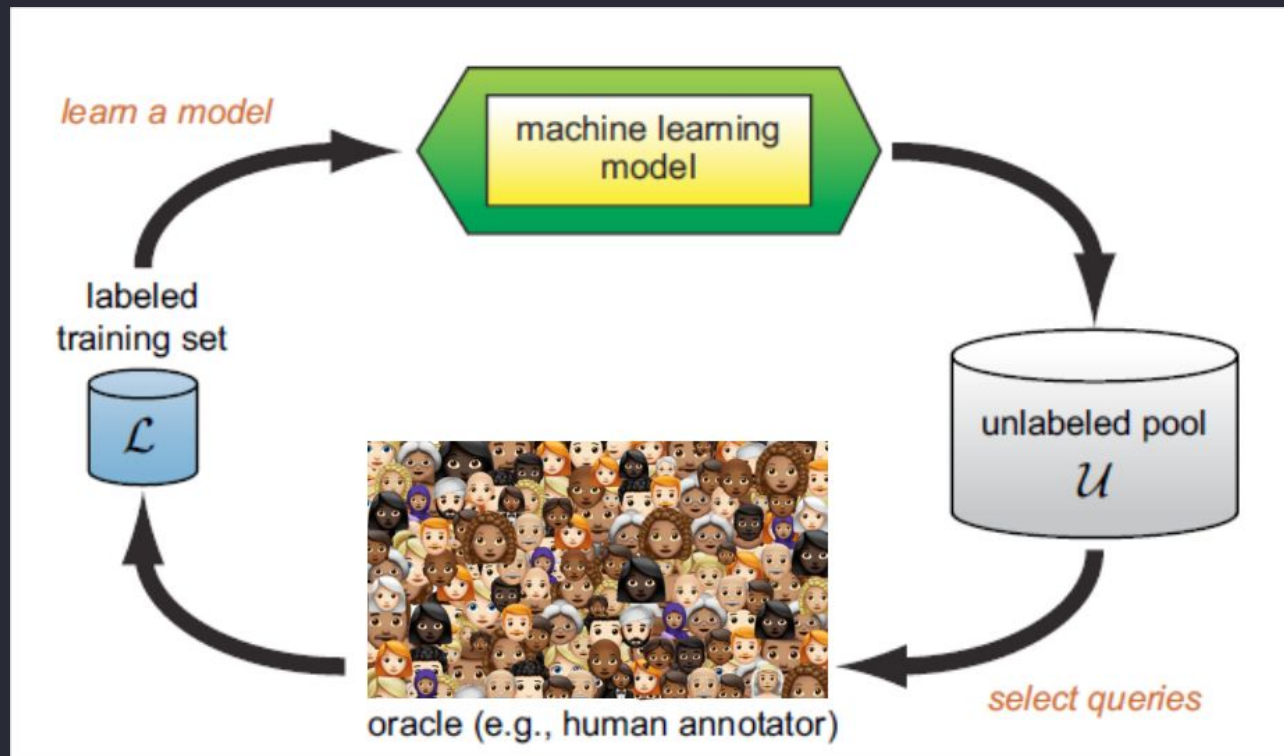 learn a model
machine learning
model
labeled
training set
ℒ
unlabeled pool
𝒰
select queries
oracle (e.g., human annotator)